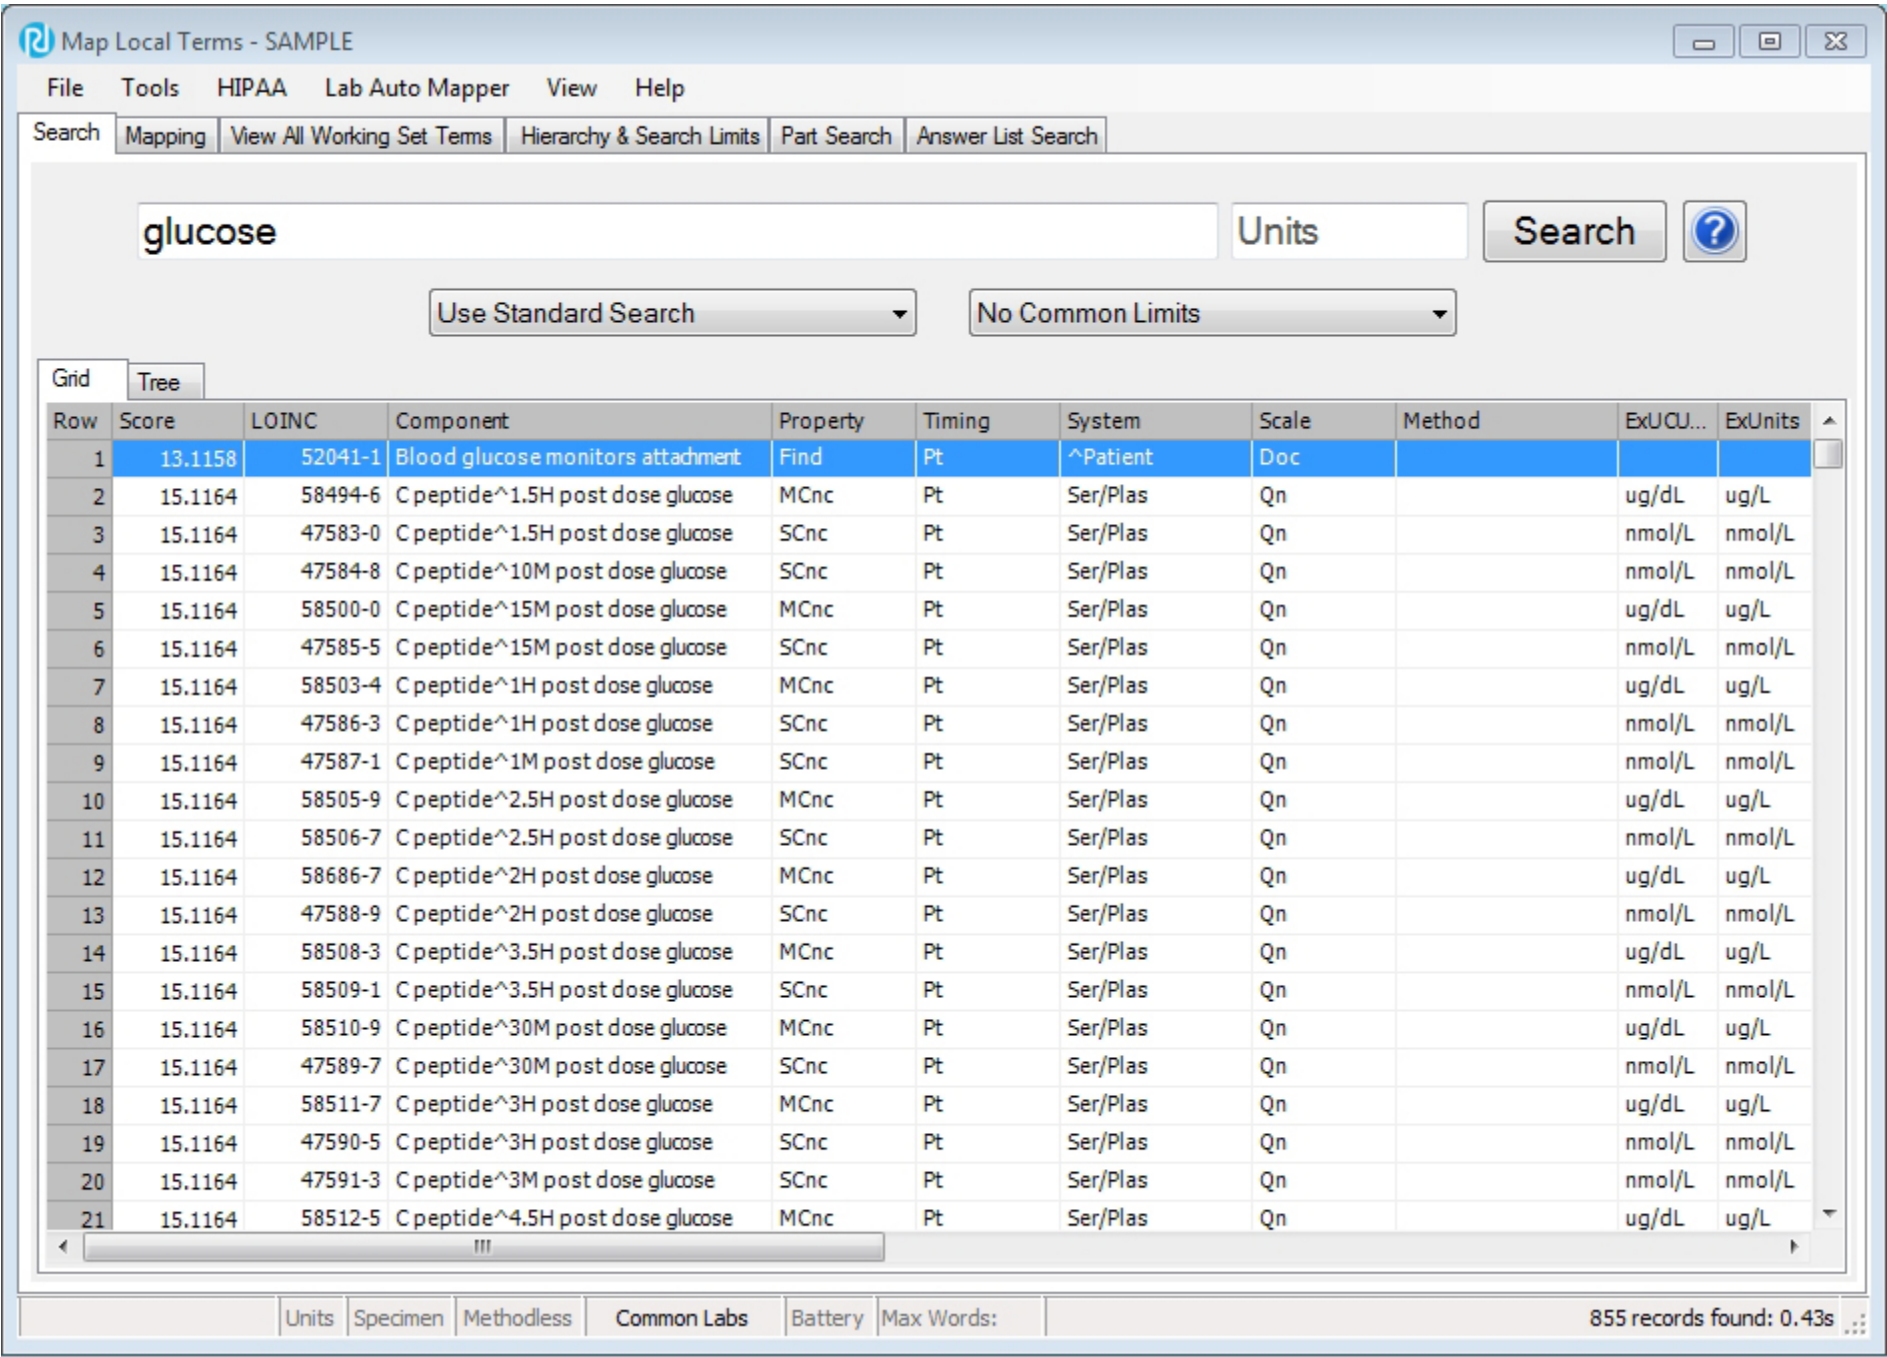 Map Local Terms - SAMPLE
File Tools HIPAA Lab Auto Mapper View Help
Search Mapping View All Working Set Terms Hierarchy & Search Limits Part Search Answer List Search
glucose Units Search ?
Use Standard Search No Common Limits
Grid Tree
Row Score LOINC Component Property Timing System Scale Method ExUCU... ExUnits
1 13.1158 52041-1 Blood glucose monitors attachment Find Pt ^Patient Doc
2 15.1164 58494-6 C peptide^1.5H post dose glucose MCnc Pt Ser/Plas Qn ug/dL ug/L
3 15.1164 47583-0 C peptide^1.5H post dose glucose SCnc Pt Ser/Plas Qn nmol/L nmol/L
4 15.1164 47584-8 C peptide^10M post dose glucose SCnc Pt Ser/Plas Qn nmol/L nmol/L
5 15.1164 58500-0 C peptide^15M post dose glucose MCnc Pt Ser/Plas Qn ug/dL ug/L
6 15.1164 47585-5 C peptide^15M post dose glucose SCnc Pt Ser/Plas Qn nmol/L nmol/L
7 15.1164 58503-4 C peptide^1H post dose glucose MCnc Pt Ser/Plas Qn ug/dL ug/L
8 15.1164 47586-3 C peptide^1H post dose glucose SCnc Pt Ser/Plas Qn nmol/L nmol/L
9 15.1164 47587-1 C peptide^1M post dose glucose SCnc Pt Ser/Plas Qn nmol/L nmol/L
10 15.1164 58505-9 C peptide^2.5H post dose glucose MCnc Pt Ser/Plas Qn ug/dL ug/L
11 15.1164 58506-7 C peptide^2.5H post dose glucose SCnc Pt Ser/Plas Qn nmol/L nmol/L
12 15.1164 58686-7 C peptide^2H post dose glucose MCnc Pt Ser/Plas Qn ug/dL ug/L
13 15.1164 47588-9 C peptide^2H post dose glucose SCnc Pt Ser/Plas Qn nmol/L nmol/L
14 15.1164 58508-3 C peptide^3.5H post dose glucose MCnc Pt Ser/Plas Qn ug/dL ug/L
15 15.1164 58509-1 C peptide^3.5H post dose glucose SCnc Pt Ser/Plas Qn nmol/L nmol/L
16 15.1164 58510-9 C peptide^30M post dose glucose MCnc Pt Ser/Plas Qn ug/dL ug/L
17 15.1164 47589-7 C peptide^30M post dose glucose SCnc Pt Ser/Plas Qn nmol/L nmol/L
18 15.1164 58511-7 C peptide^3H post dose glucose MCnc Pt Ser/Plas Qn ug/dL ug/L
19 15.1164 47590-5 C peptide^3H post dose glucose SCnc Pt Ser/Plas Qn nmol/L nmol/L
20 15.1164 47591-3 C peptide^3M post dose glucose SCnc Pt Ser/Plas Qn nmol/L nmol/L
21 15.1164 58512-5 C peptide^4.5H post dose glucose MCnc Pt Ser/Plas Qn ug/dL ug/L
Units Specimen Methodless Common Labs Battery Max Words: 855 records found: 0.43s